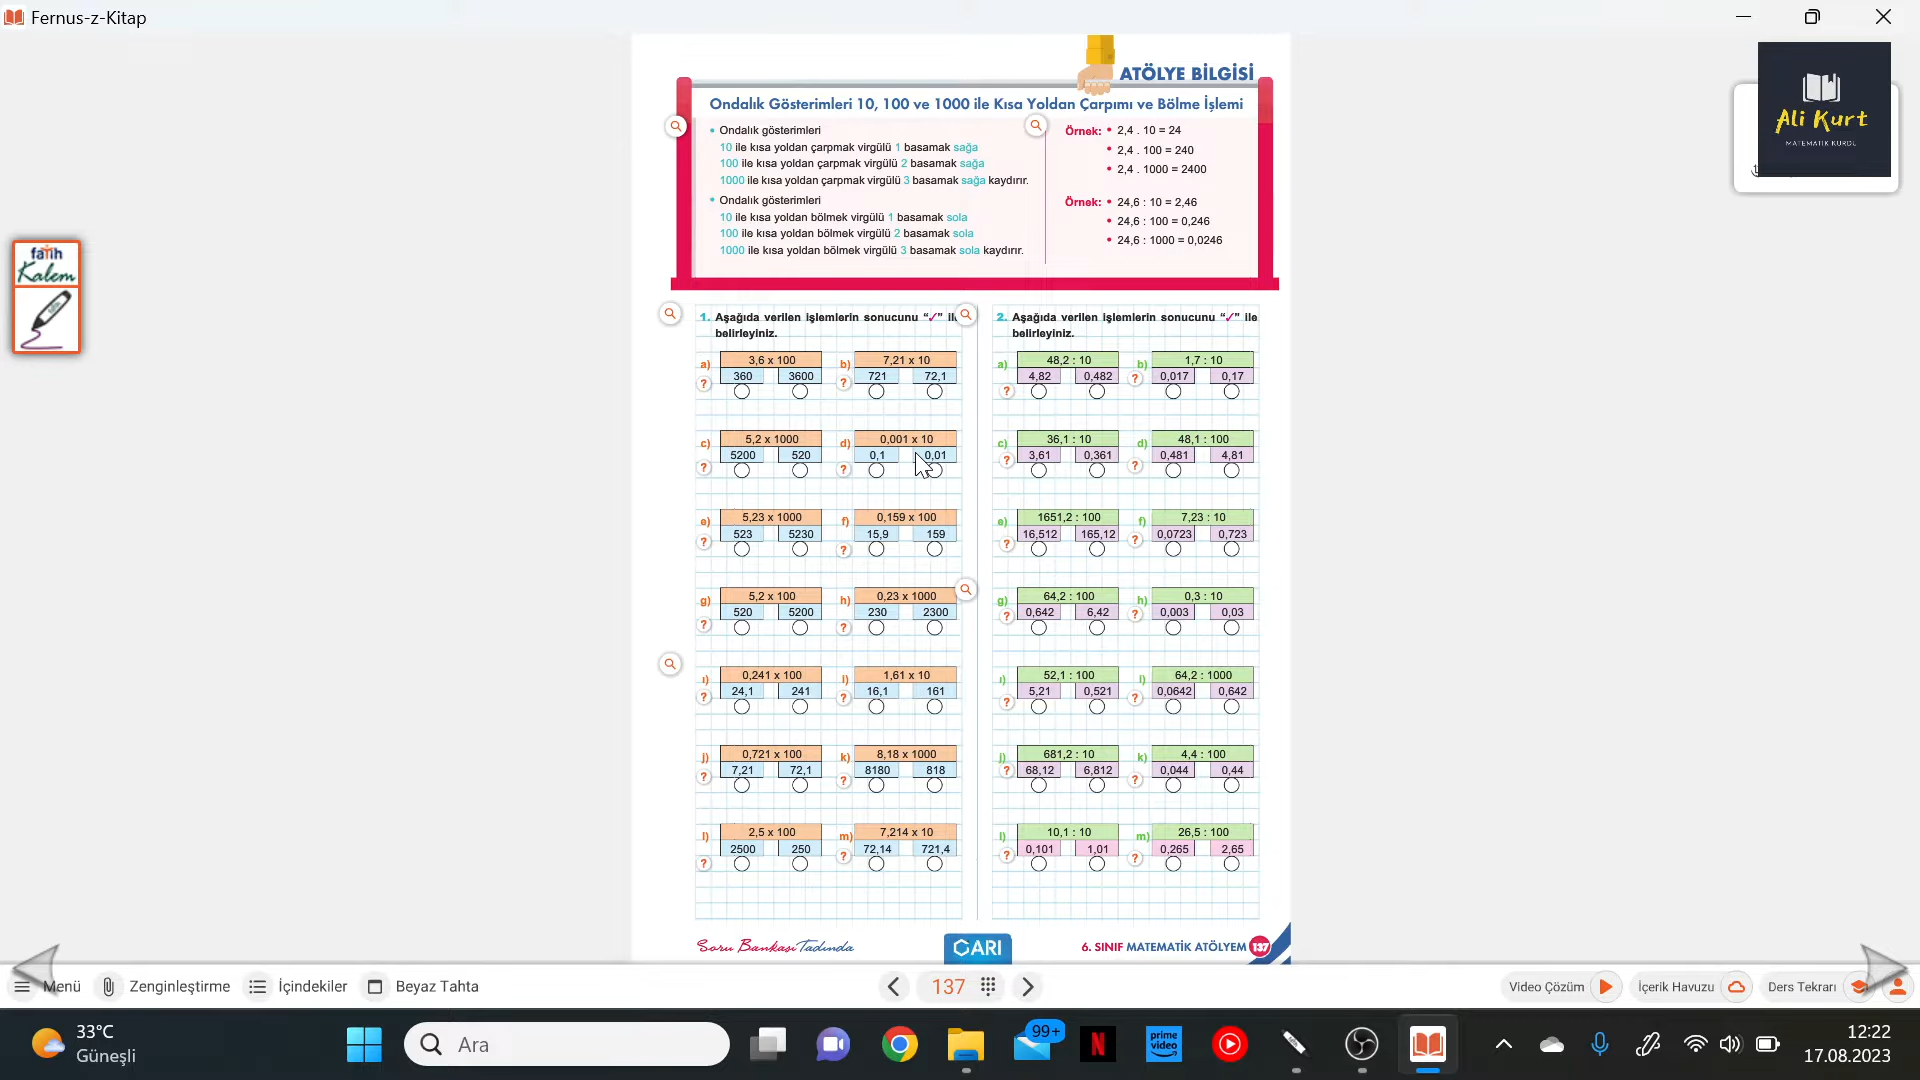 Fernus-z-Kitap
ATÖLYE BİLGİSİ
Ali Kurt
MATEMATİK KURDU
Ondalık Gösterimleri 10, 100 ve 1000 ile Kısa Yoldan Çarpımı ve Bölme İşlemi
• Ondalık gösterimleri
10 ile kısa yoldan çarpmak virgülü 1 basamak sağa
100 ile kısa yoldan çarpmak virgülü 2 basamak sağa
1000 ile kısa yoldan çarpmak virgülü 3 basamak sağa kaydırır.
• Ondalık gösterimleri
10 ile kısa yoldan bölmek virgülü 1 basamak sola
100 ile kısa yoldan bölmek virgülü 2 basamak sola
1000 ile kısa yoldan bölmek virgülü 3 basamak sola kaydırır.
Örnek: • 2,4 . 10 = 24
• 2,4 . 100 = 240
• 2,4 . 1000 = 2400
Örnek: • 24,6 : 10 = 2,46
• 24,6 : 100 = 0,246
• 24,6 : 1000 = 0,0246
fatih
Kalem
1. Aşağıda verilen işlemlerin sonucunu “✓” ile
belirleyiniz.
a) 3,6 x 100 b) 7,21 x 10
? 360 3600 ? 721 72,1
c) 5,2 x 1000 d) 0,001 x 10
? 5200 520 ? 0,1 0,01
e) 5,23 x 1000 f) 0,159 x 100
? 523 5230 ? 15,9 159
g) 5,2 x 100 h) 0,23 x 1000
? 520 5200 ? 230 2300
ı) 0,241 x 100 i) 1,61 x 10
? 24,1 241 ? 16,1 161
j) 0,721 x 100 k) 8,18 x 1000
? 7,21 72,1 ? 8180 818
l) 2,5 x 100 m) 7,214 x 10
? 2500 250 ? 72,14 721,4
2. Aşağıda verilen işlemlerin sonucunu “✓” ile
belirleyiniz.
a) 48,2 : 10 b) 1,7 : 10
? 4,82 0,482 ? 0,017 0,17
c) 36,1 : 10 d) 48,1 : 100
? 3,61 0,361 ? 0,481 4,81
e) 1651,2 : 100 f) 7,23 : 10
? 16,512 165,12 ? 0,0723 0,723
g) 64,2 : 100 h) 0,3 : 10
? 0,642 6,42 ? 0,003 0,03
ı) 52,1 : 100 i) 64,2 : 1000
? 5,21 0,521 ? 0,0642 0,642
j) 681,2 : 10 k) 4,4 : 100
? 68,12 6,812 ? 0,044 0,44
l) 10,1 : 10 m) 26,5 : 100
? 0,101 1,01 ? 0,265 2,65
Soru Bankası Tadında
ÇARI
6. SINIF MATEMATİK ATÖLYEM 137
Menü Zenginleştirme İçindekiler Beyaz Tahta 137 Video Çözüm İçerik Havuzu Ders Tekrarı
33°C
Güneşli
Ara
99+
N
prime
video
12:22
17.08.2023